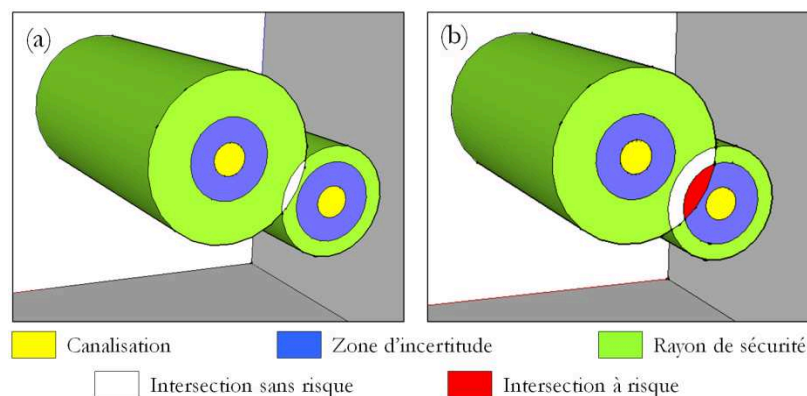 (a)
(b)
Canalisation
Zone d'incertitude
Rayon de sécurité
Intersection sans risque
Intersection à risque